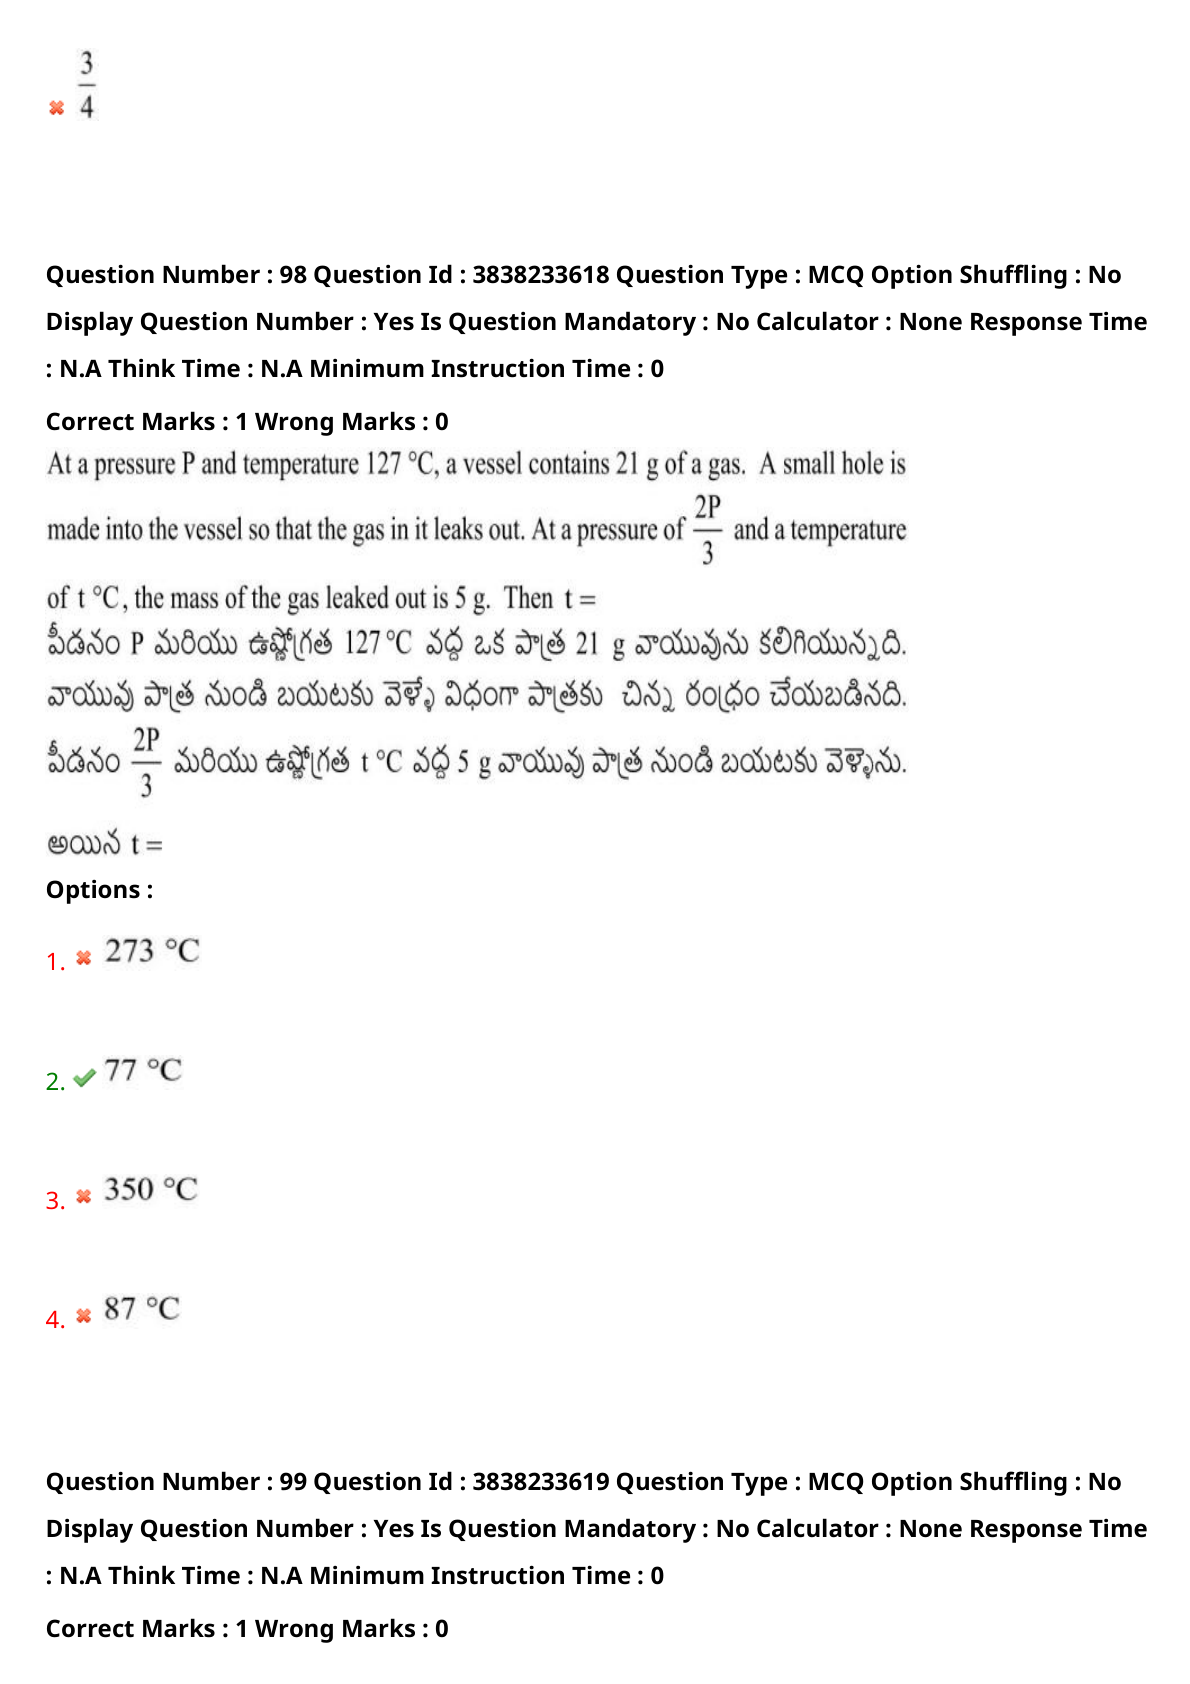 3
4
Question Number : 98 Question Id : 3838233618 Question Type : MCQ Option Shuffling : No
Display Question Number : Yes Is Question Mandatory : No Calculator : None Response Time
: N.A Think Time : N.A Minimum Instruction Time : 0
Correct Marks : 1 Wrong Marks : 0
At a pressure P and temperature 127 °C, a vessel contains 21 g of a gas. A small hole is
made into the vessel so that the gas in it leaks out. At a pressure of 2P/3 and a temperature
of t °C, the mass of the gas leaked out is 5 g. Then t =
పీడనం P మరియు ఉష్ణోగ్రత 127 °C వద్ద ఒక పాత్ర 21 g వాయువును కలిగియున్నది.
వాయువు పాత్ర నుండి బయటకు వెళ్ళే విధంగా పాత్రకు చిన్న రంధ్రం చేయబడినది.
పీడనం 2P/3 మరియు ఉష్ణోగ్రత t °C వద్ద 5 g వాయువు పాత్ర నుండి బయటకు వెళ్ళెను.
అయిన t =
Options :
1. 273 °C
2. 77 °C
3. 350 °C
4. 87 °C
Question Number : 99 Question Id : 3838233619 Question Type : MCQ Option Shuffling : No
Display Question Number : Yes Is Question Mandatory : No Calculator : None Response Time
: N.A Think Time : N.A Minimum Instruction Time : 0
Correct Marks : 1 Wrong Marks : 0